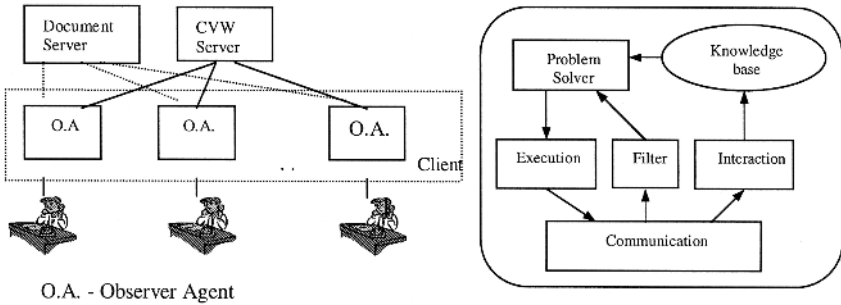 Document
Server
CVW
Server
O.A
O.A.
O.A.
Client
O.A. - Observer Agent
Problem
Solver
Knowledge
base
Execution
Filter
Interaction
Communication